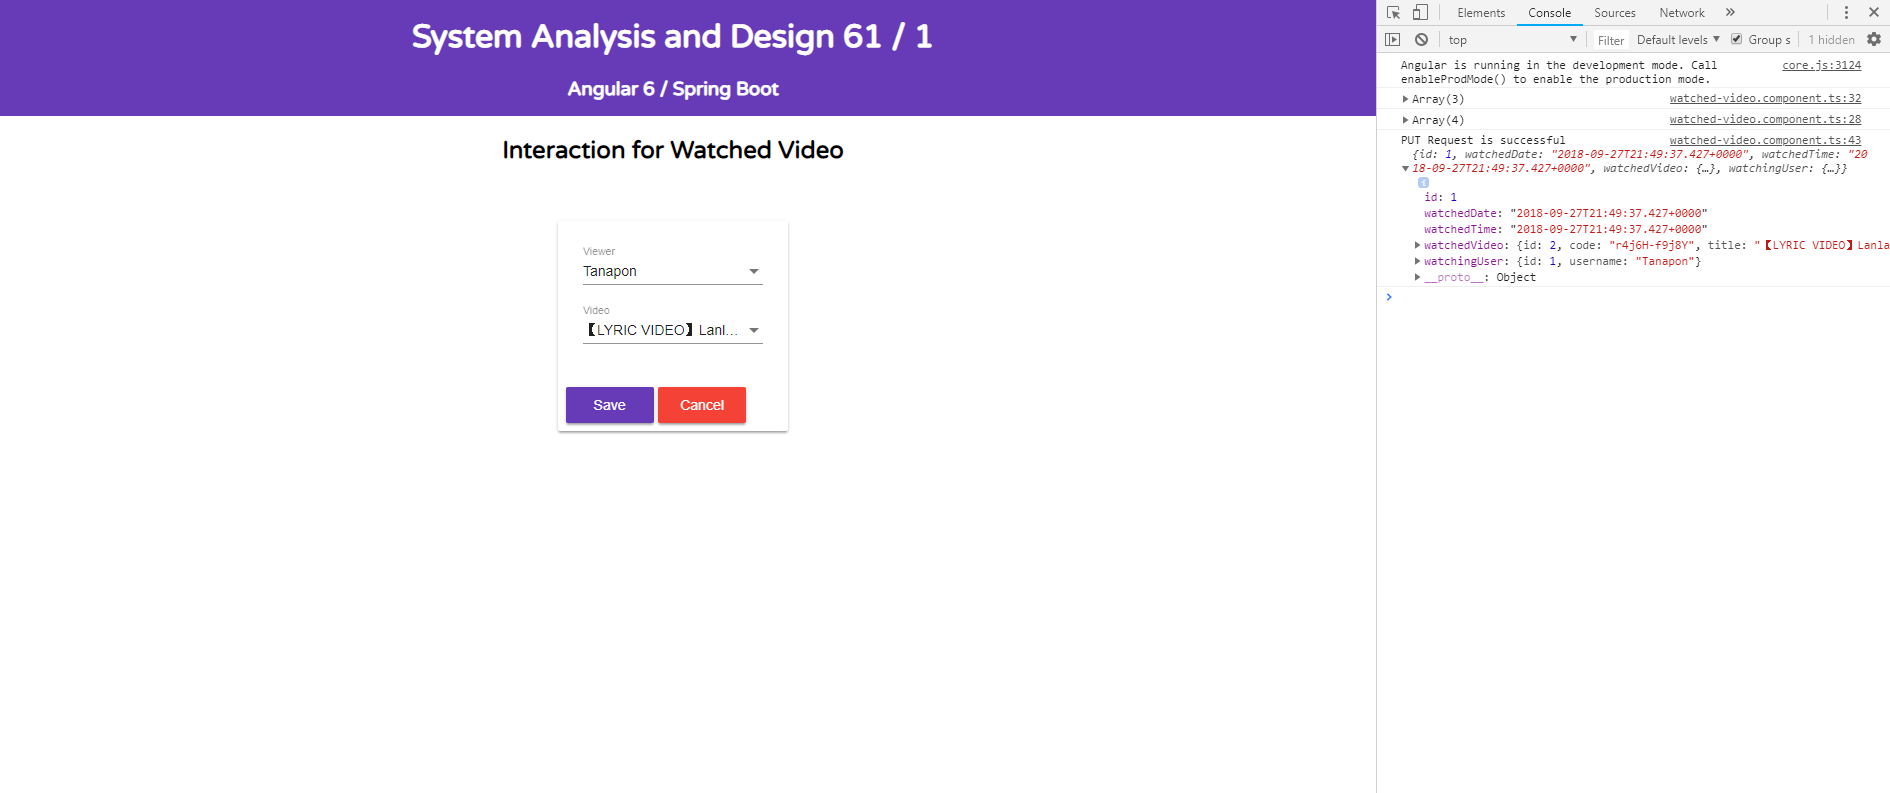 System Analysis and Design 61 / 1
Angular 6 / Spring Boot
Interaction for Watched Video
Viewer
Tanapon
Video
【LYRIC VIDEO】Lanl...
Save Cancel
Elements Console Sources Network »
top Filter Default levels ▼ Group s 1 hidden
Angular is running in the development mode. Call core.js:3124
enableProdMode() to enable the production mode.
Array(3) watched-video.component.ts:32
Array(4) watched-video.component.ts:28
PUT Request is successful watched-video.component.ts:43
{id: 1, watchedDate: "2018-09-27T21:49:37.427+0000", watchedTime: "20
18-09-27T21:49:37.427+0000", watchedVideo: {…}, watchingUser: {…}}
id: 1
watchedDate: "2018-09-27T21:49:37.427+0000"
watchedTime: "2018-09-27T21:49:37.427+0000"
watchedVideo: {id: 2, code: "r4j6H-f9j8Y", title: "【LYRIC VIDEO】Lanla
watchingUser: {id: 1, username: "Tanapon"}
__proto__: Object